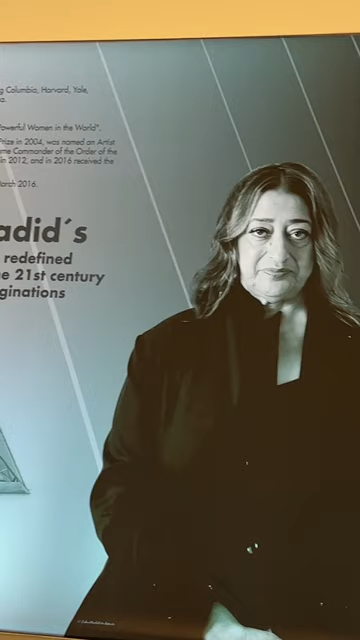 g Columbia, Harvard, Yale,
a.
Powerful Women in the World".
Prize in 2004, was named an Artist
me Commander of the Order of the
in 2012, and in 2016 received the
March 2016.
adid´s
redefined
e 21st century
ginations